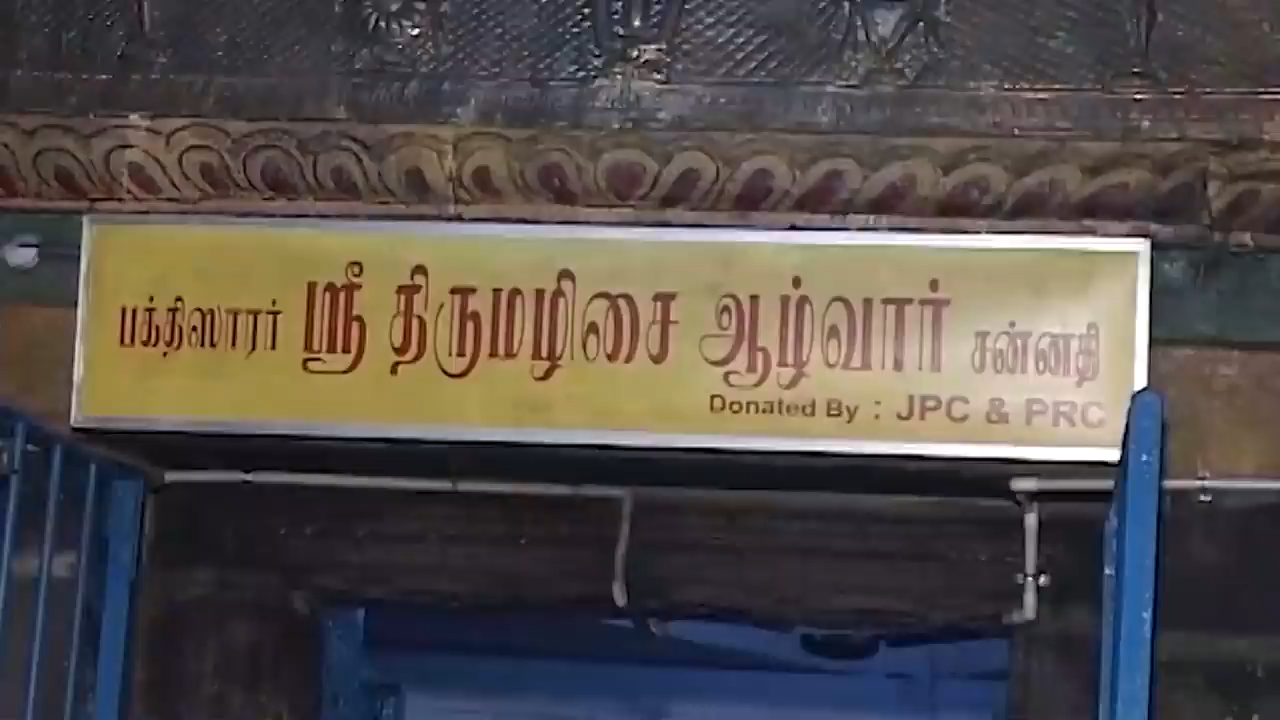 பக்திஸாரர் ஸ்ரீ திருமழிசை ஆழ்வார் சன்னதி
Donated By : JPC & PRC